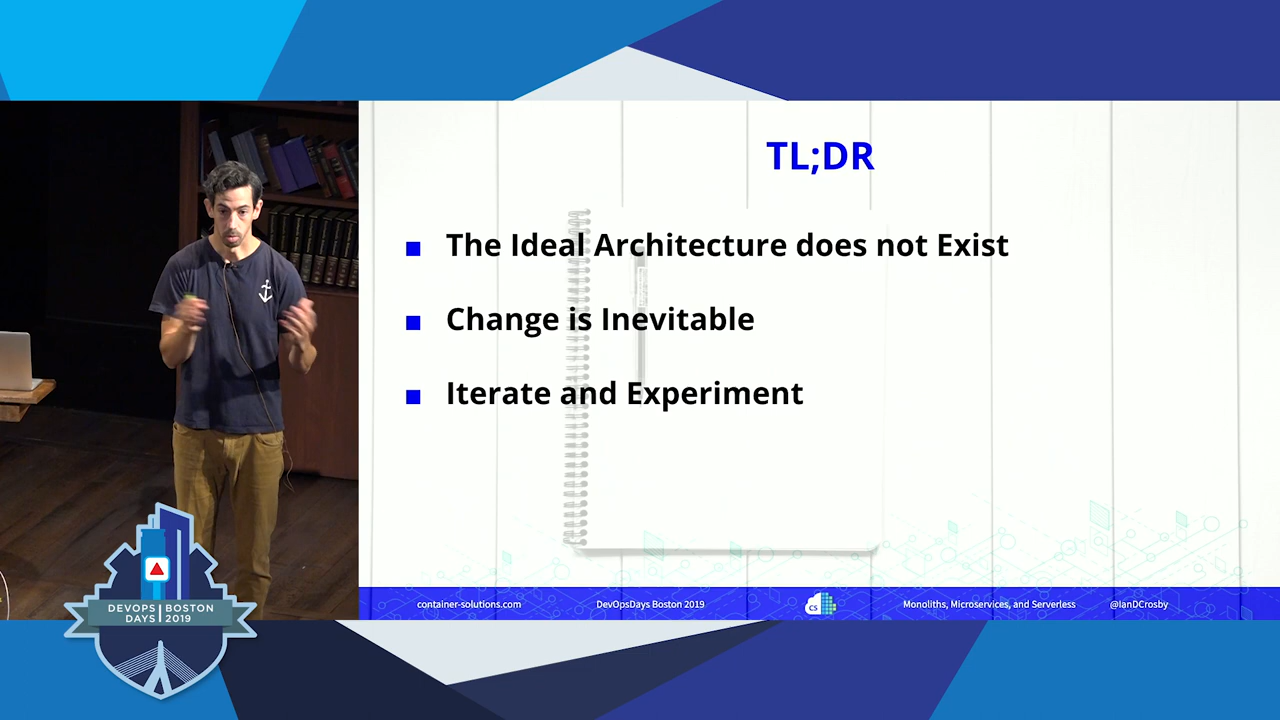 TL;DR
The Ideal Architecture does not Exist
Change is Inevitable
Iterate and Experiment
container-solutions.com
DevOpsDays Boston 2019
CS
Monoliths, Microservices, and Serverless
@IanDCrosby
DEVOPS BOSTON
DAYS 2019